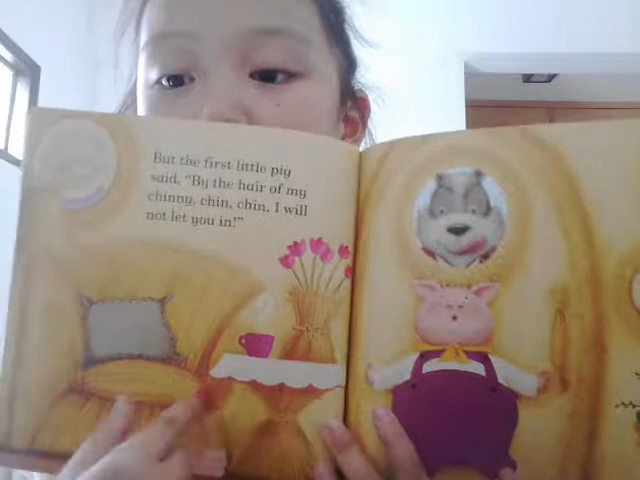 But the first little pig
said, "By the hair of my
chinny, chin, chin, I will
not let you in!"